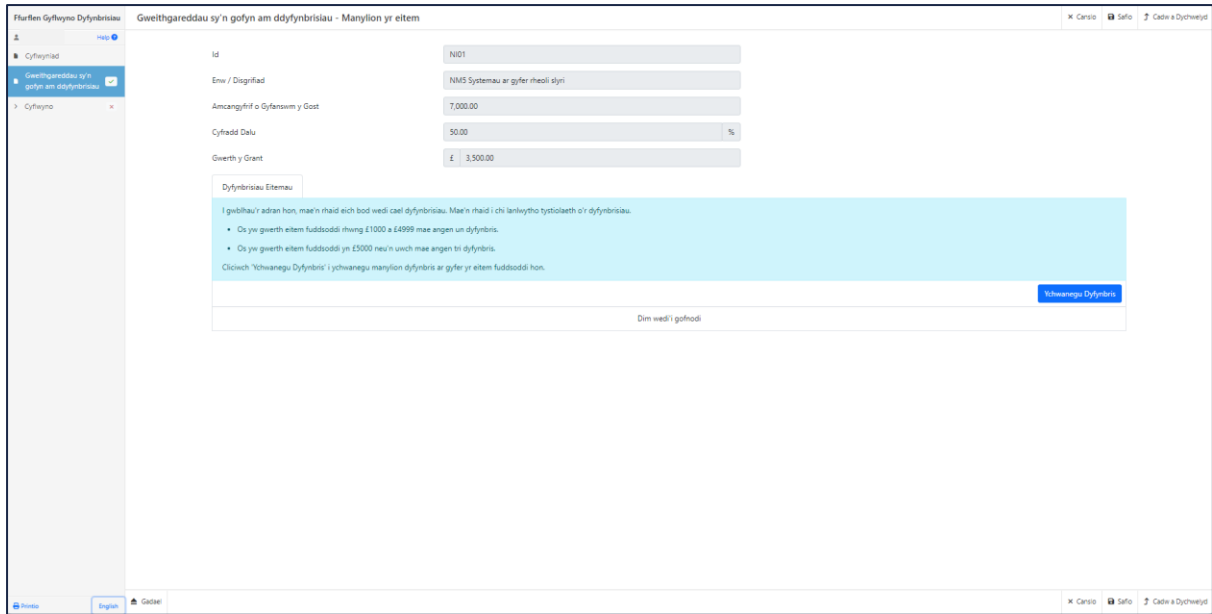 Ffurflen Gyflwyno Dyfynbrisiau
Gweithgareddau sy'n gofyn am ddyfynbrisiau - Manylion yr eitem
Canslo Safio Cadw a Dychwelyd
Help
Cyflwyniad
Gweithgareddau sy'n
gofyn am ddyfynbrisiau
Cyflwyno
Id NI01
Enw / Disgrifiad NM5 Systemau ar gyfer rheoli slyri
Amcangyfrif o Gyfanswm y Gost 7,000.00
Cyfradd Dalu 50.00 %
Gwerth y Grant £ 3,500.00
Dyfynbrisiau Eitemau
I gwblhau'r adran hon, mae'n rhaid eich bod wedi cael dyfynbrisiau. Mae'n rhaid i chi lanlwytho tystiolaeth o'r dyfynbrisiau.
• Os yw gwerth eitem fuddsoddi rhwng £1000 a £4999 mae angen un dyfynbris.
• Os yw gwerth eitem fuddsoddi yn £5000 neu'n uwch mae angen tri dyfynbris.
Cliciwch 'Ychwanegu Dyfynbris' i ychwanegu manylion dyfynbris ar gyfer yr eitem fuddsoddi hon.
Ychwanegu Dyfynbris
Dim wedi'i gofnodi
Printio English Gadael Canslo Safio Cadw a Dychwelyd